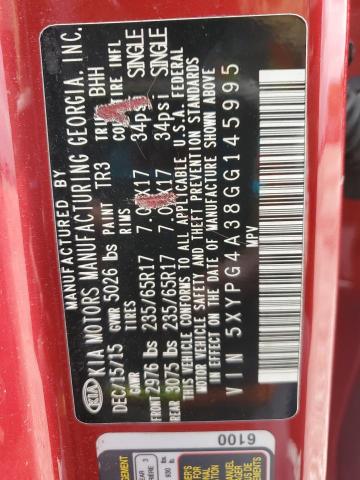 KIA KIA MOTORS MANUFACTURING GEORGIA, INC.
DEC/15/15 TRIM BHH
GVWR 5026 lbs PAINT TR3 COLD TIRE INFL
TIRES RIMS
FRONT 2976 lbs 235/65R17 7.0JX17 34psi SINGLE
REAR 3075 lbs 235/65R17 7.0JX17 34psi SINGLE
THIS VEHICLE CONFORMS TO ALL APPLICABLE U.S.A. FEDERAL
MOTOR VEHICLE SAFETY AND THEFT PREVENTION STANDARDS
IN EFFECT ON THE DATE OF MANUFACTURE SHOWN ABOVE.
VIN 5XYPG4A38GG145995
MPV
6100